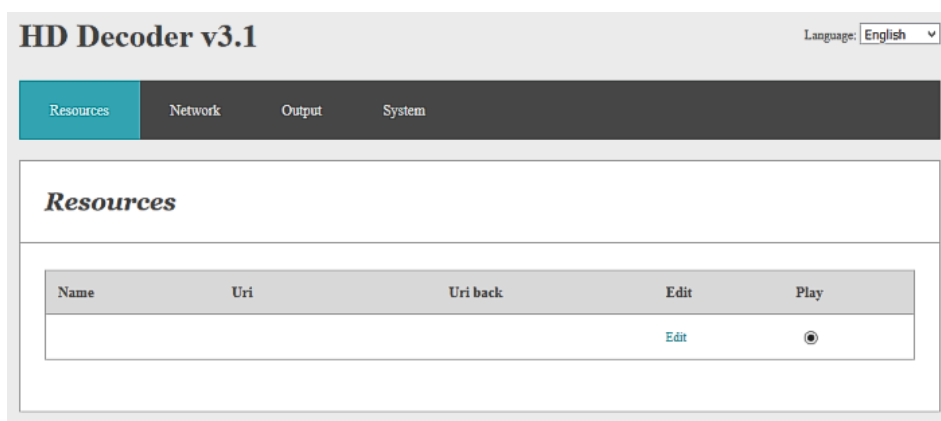 HD Decoder v3.1
Language: English
Resources Network Output System
Resources
Name Uri Uri back Edit Play
Edit